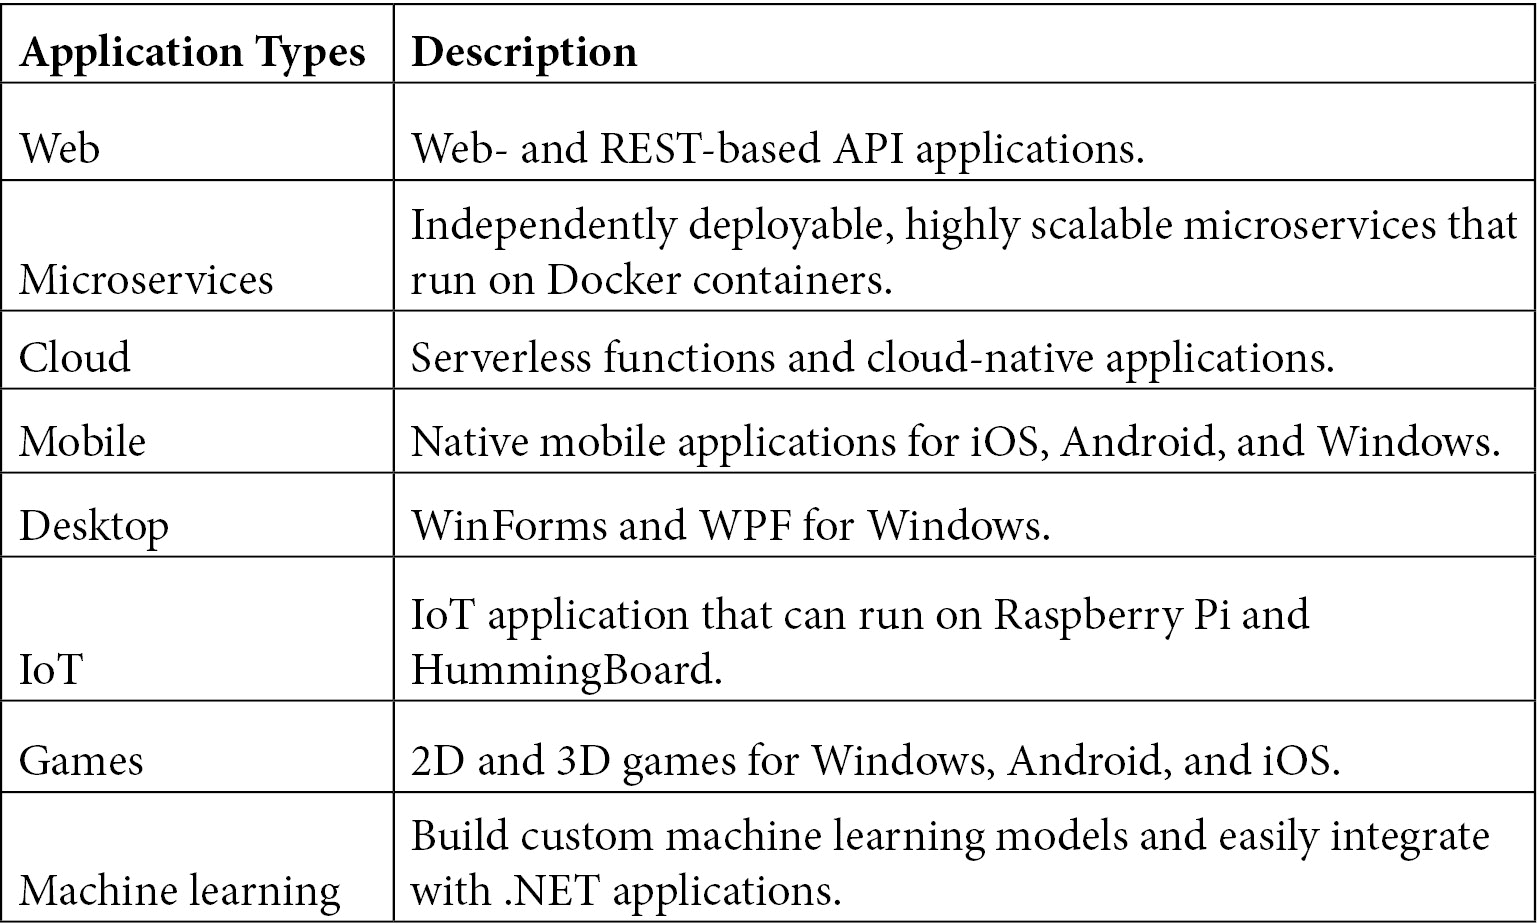 Application Types Description
Web Web- and REST-based API applications.
Independently deployable, highly scalable microservices that
Microservices run on Docker containers.
Cloud Serverless functions and cloud-native applications.
Mobile Native mobile applications for iOS, Android, and Windows.
Desktop WinForms and WPF for Windows.
IoT application that can run on Raspberry Pi and
IoT HummingBoard.
Games 2D and 3D games for Windows, Android, and iOS.
Build custom machine learning models and easily integrate
Machine learning with .NET applications.